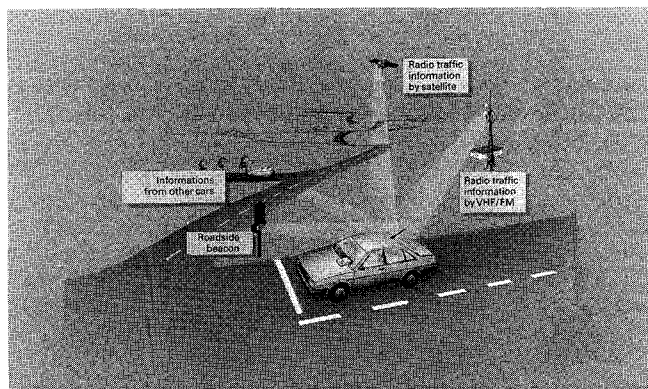 Radio traffic
information
by satellite
Informations
from other cars
Radio traffic
information
by VHF/FM
Roadside
beacon